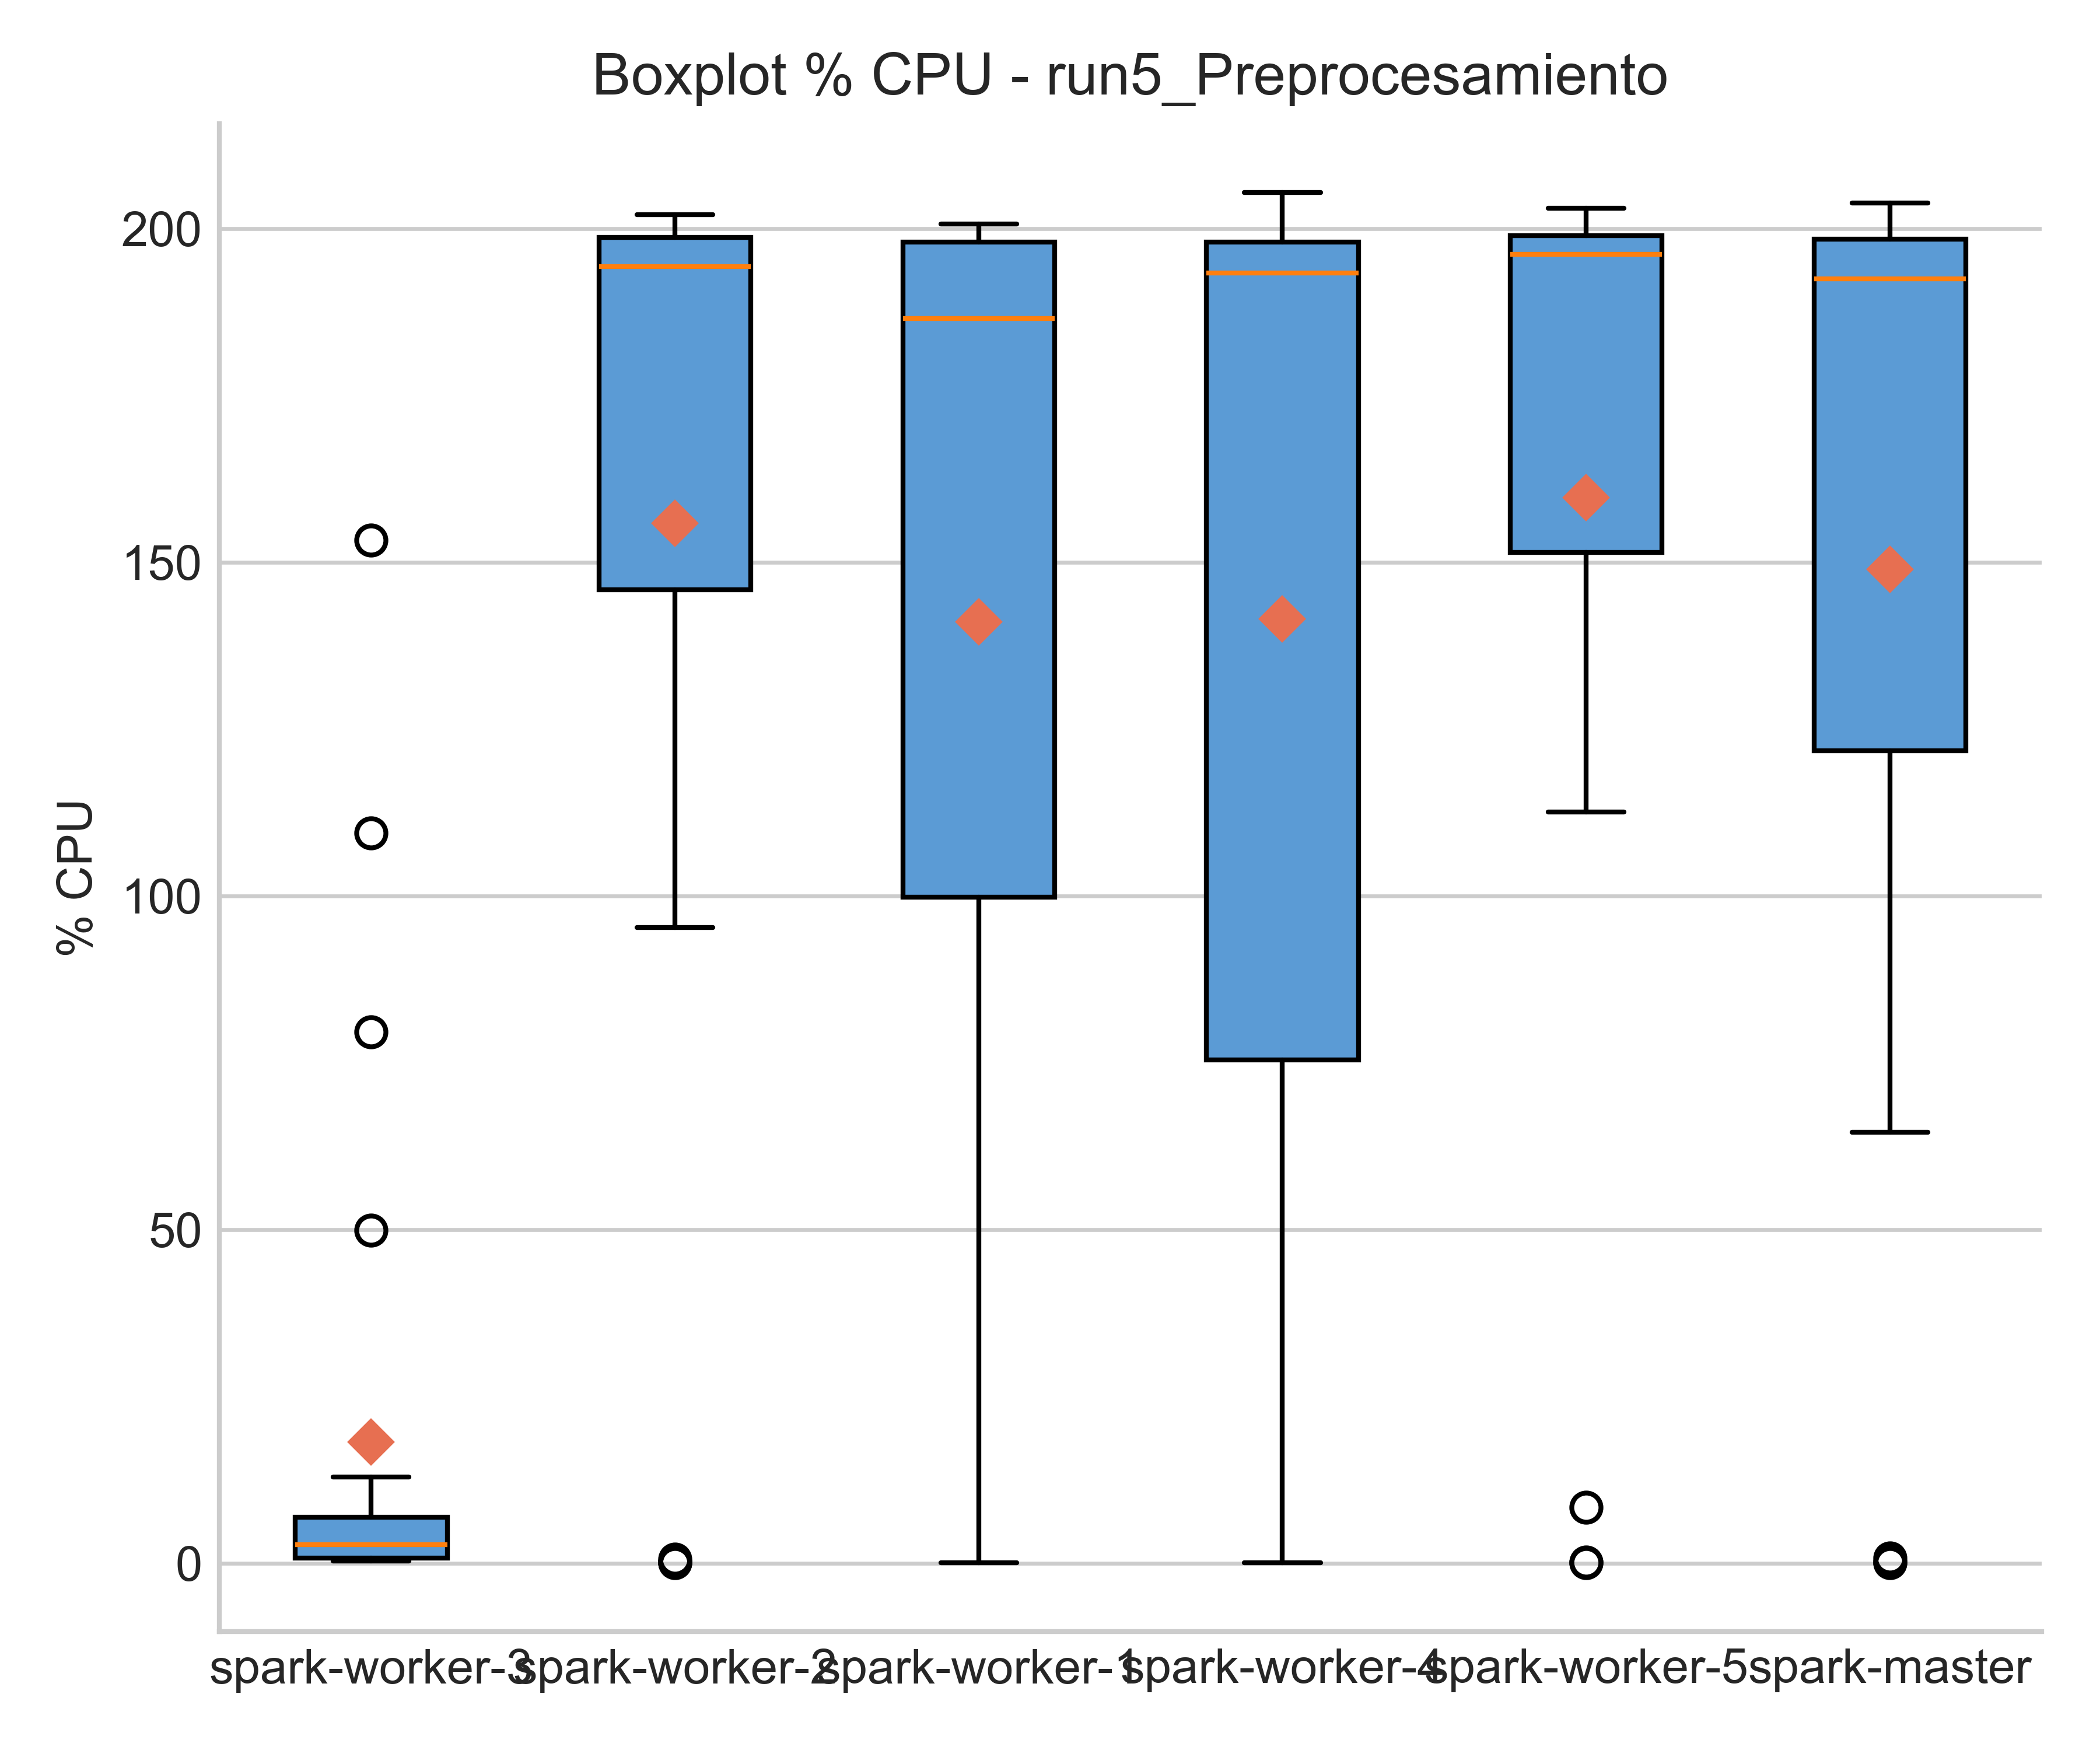 Boxplot % CPU - run5_Preprocesamiento
% CPU
200
150
100
50
0
spark-worker-3
spark-worker-2
spark-worker-1
spark-worker-4
spark-worker-5
spark-master